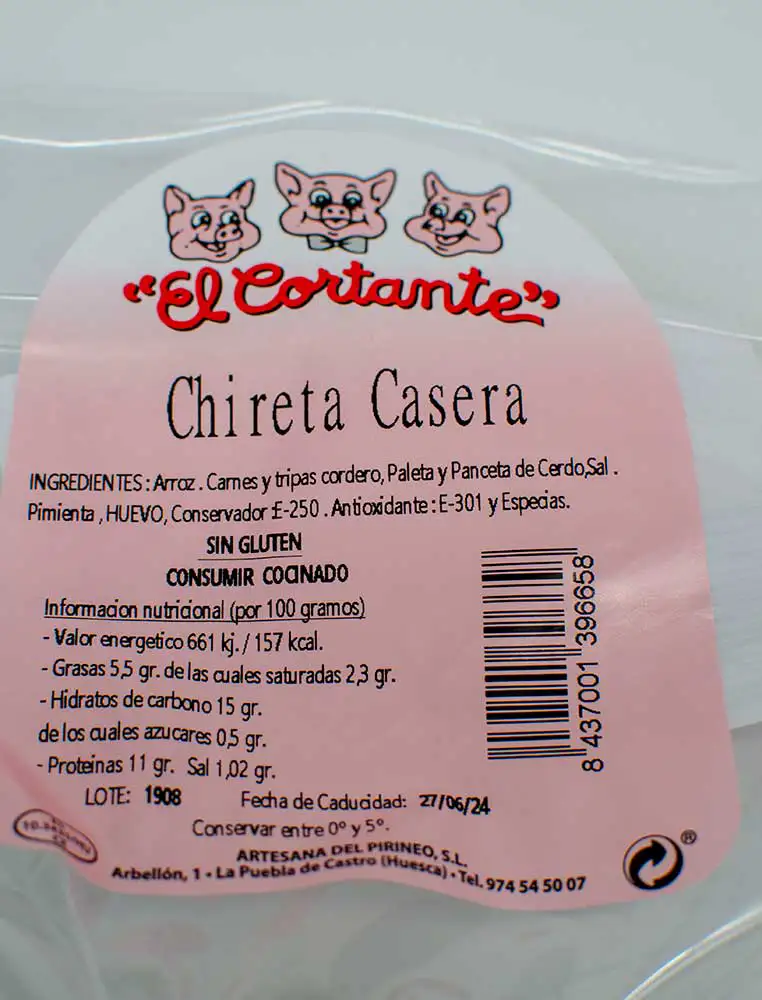 "El Cortante"
Chireta Casera
INGREDIENTES: Arroz. Carnes y tripas cordero, Paleta y Panceta de Cerdo,Sal.
Pimienta, HUEVO, Conservador E-250. Antioxidante: E-301 y Especias.
SIN GLUTEN
CONSUMIR COCINADO
Informacion nutricional (por 100 gramos)
- Valor energetico 661 kj. / 157 kcal.
- Grasas 5,5 gr. de las cuales saturadas 2,3 gr.
- Hidratos de carbono 15 gr.
de los cuales azucares 0,5 gr.
- Proteinas 11 gr. Sal 1,02 gr.
8 437001 396658
LOTE: 1908 Fecha de Caducidad: 27/06/24
Conservar entre 0º y 5º.
ARTESANA DEL PIRINEO, S.L.
Arbellón, 1 • La Puebla de Castro (Huesca) • Tel. 974 54 50 07
®